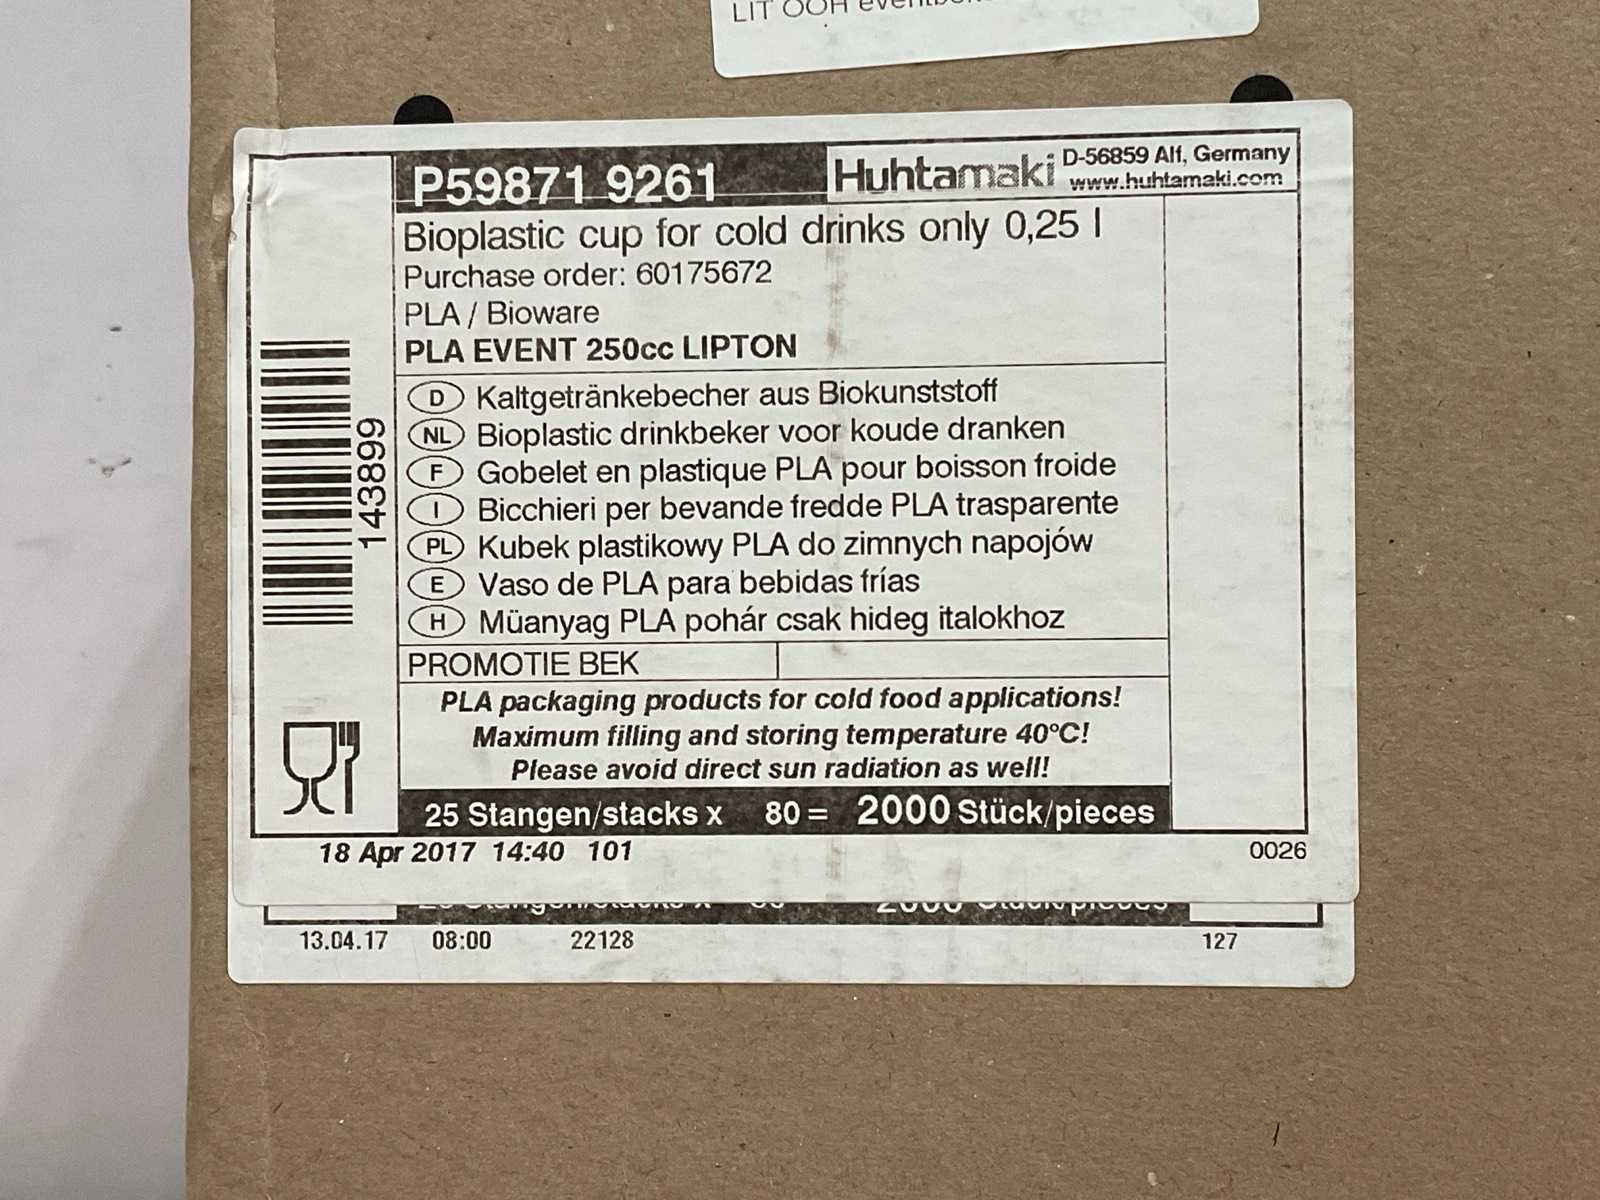 LIT OOH
P59871 9261
Huhtamaki
D-56859 Alf, Germany
www.huhtamaki.com
Bioplastic cup for cold drinks only 0,25 l
Purchase order: 60175672
PLA / Bioware
PLA EVENT 250cc LIPTON
143899
D Kaltgetränkebecher aus Biokunststoff
NL Bioplastic drinkbeker voor koude dranken
F Gobelet en plastique PLA pour boisson froide
I Bicchieri per bevande fredde PLA trasparente
PL Kubek plastikowy PLA do zimnych napojów
E Vaso de PLA para bebidas frías
H Müanyag PLA pohár csak hideg italokhoz
PROMOTIE BEK
PLA packaging products for cold food applications!
Maximum filling and storing temperature 40°C!
Please avoid direct sun radiation as well!
25 Stangen/stacks x 80 = 2000 Stück/pieces
18 Apr 2017 14:40 101 0026
2000 Stück/pieces
13.04.17 08:00 22128 127